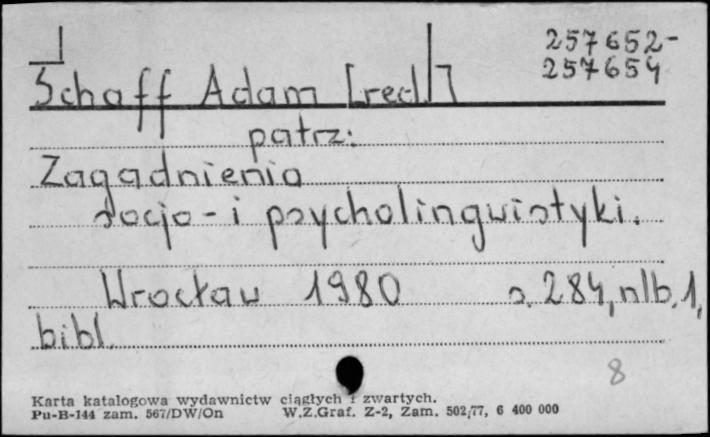 257652-
257654
Schaff Adam [red.]
patrz:
Zagadnienia
socjo- i psycholingwistyki.
Wrocław 1980 s. 284, nlb. 1,
bibl.
8
Karta katalogowa wydawnictw ciągłych i zwartych.
Pu-B-144 zam. 567/DW/On W.Z.Graf. Z-2, Zam. 502/77, 6 400 000